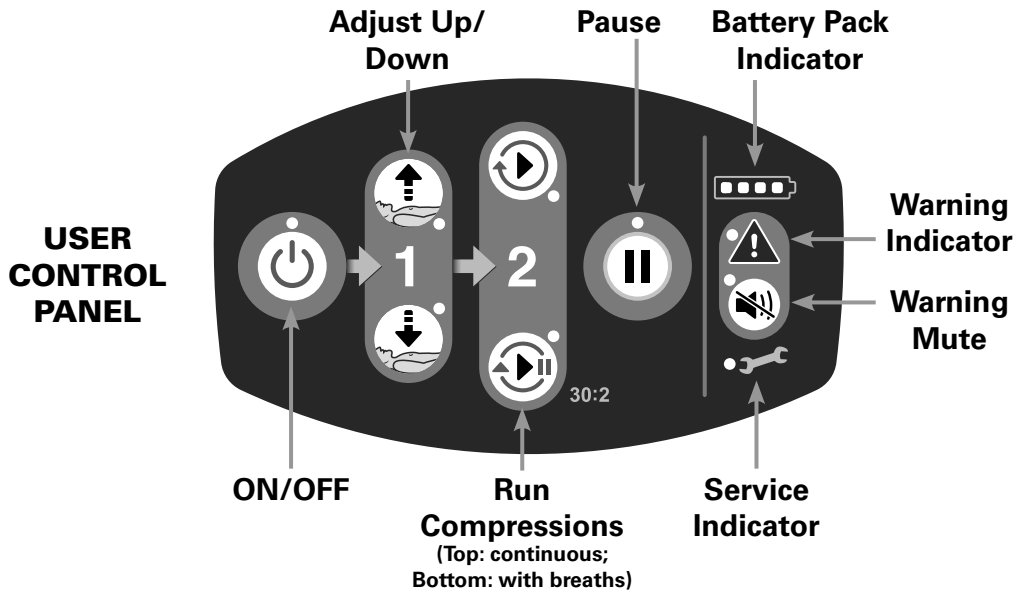 Adjust Up/
Down
Pause
Battery Pack
Indicator
USER
CONTROL
PANEL
1
2
30:2
Warning
Indicator
Warning
Mute
ON/OFF
Run
Compressions
(Top: continuous;
Bottom: with breaths)
Service
Indicator